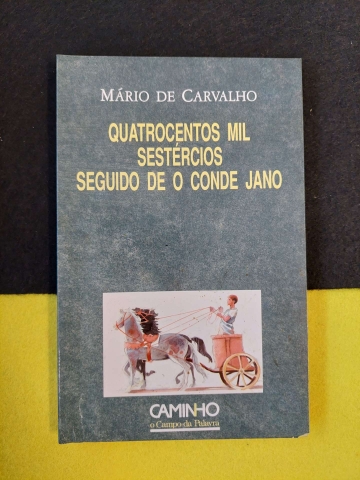 MÁRIO DE CARVALHO
QUATROCENTOS MIL
SESTÉRCIOS
SEGUIDO DE O CONDE JANO
CAMINHO
o Campo da Palavra